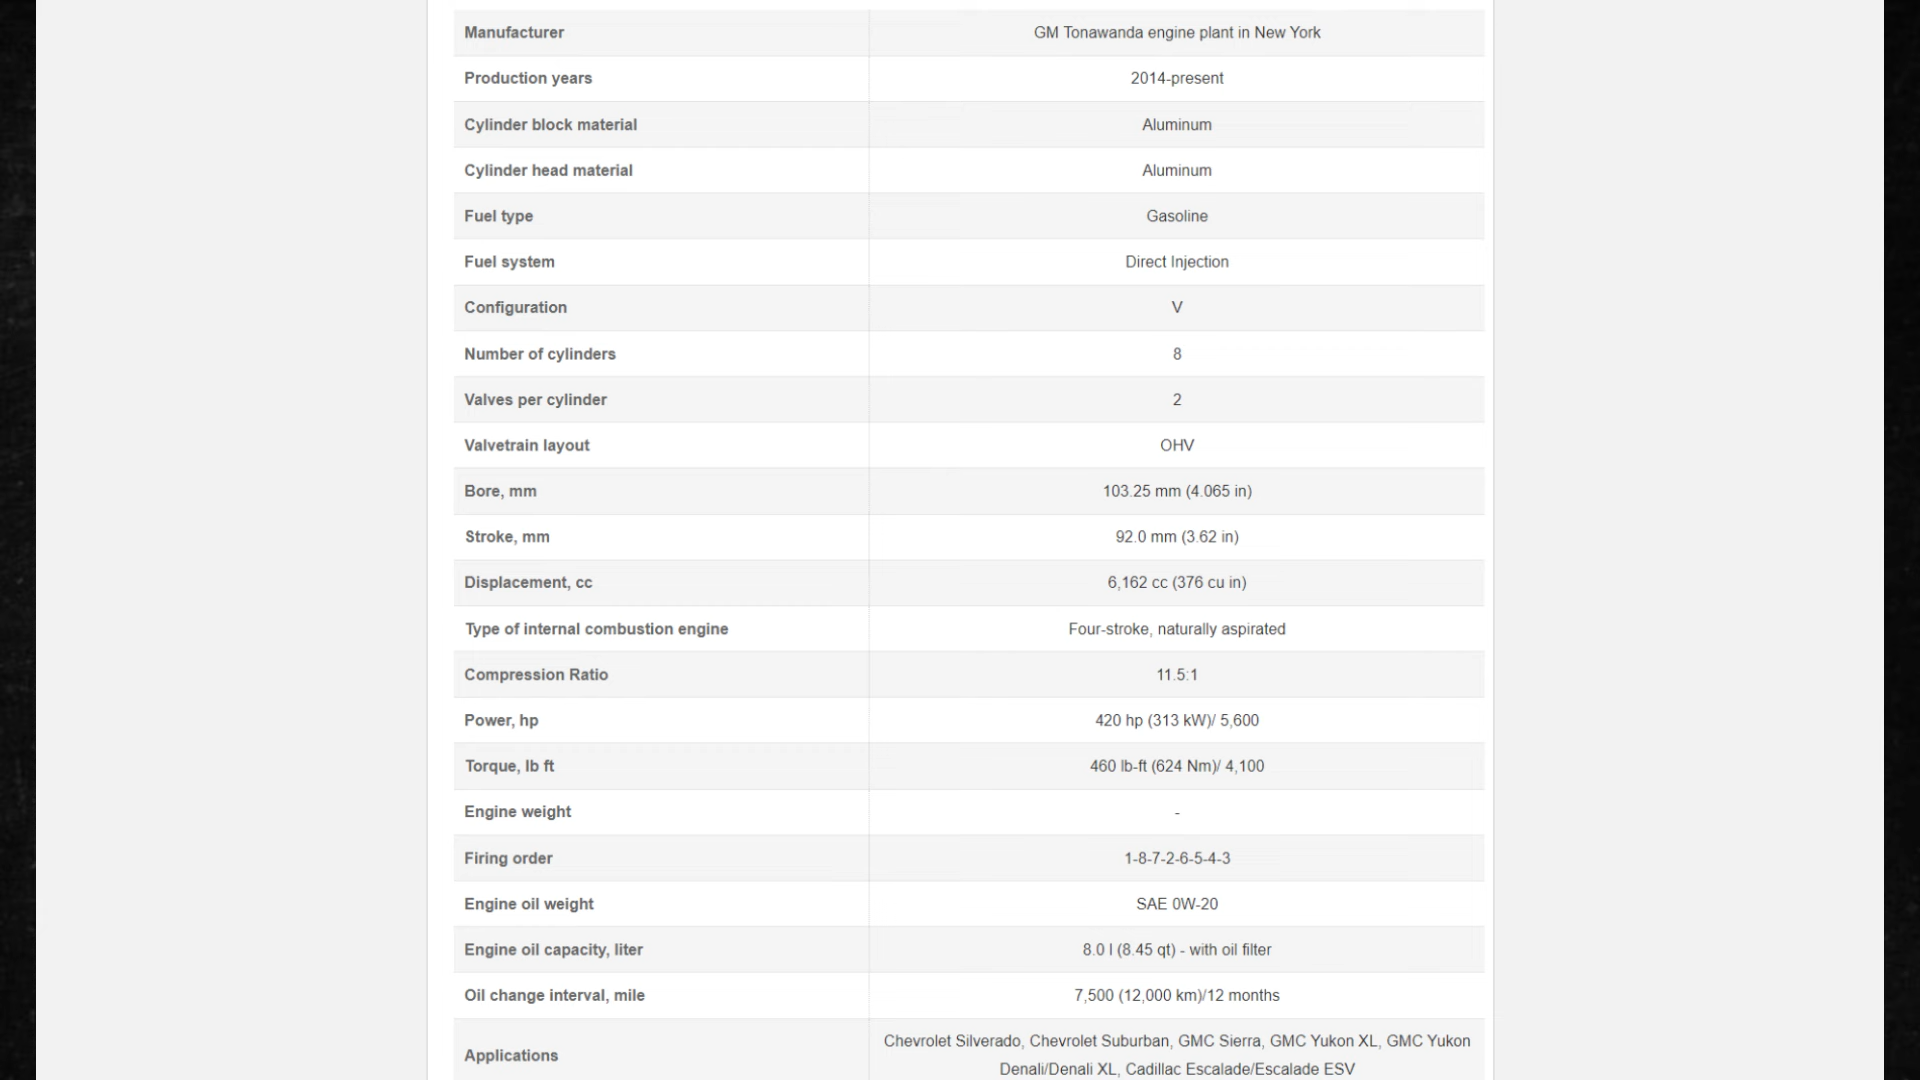 Manufacturer GM Tonawanda engine plant in New York
Production years 2014-present
Cylinder block material Aluminum
Cylinder head material Aluminum
Fuel type Gasoline
Fuel system Direct Injection
Configuration V
Number of cylinders 8
Valves per cylinder 2
Valvetrain layout OHV
Bore, mm 103.25 mm (4.065 in)
Stroke, mm 92.0 mm (3.62 in)
Displacement, cc 6,162 cc (376 cu in)
Type of internal combustion engine Four-stroke, naturally aspirated
Compression Ratio 11.5:1
Power, hp 420 hp (313 kW)/ 5,600
Torque, lb ft 460 lb-ft (624 Nm)/ 4,100
Engine weight -
Firing order 1-8-7-2-6-5-4-3
Engine oil weight SAE 0W-20
Engine oil capacity, liter 8.0 l (8.45 qt) - with oil filter
Oil change interval, mile 7,500 (12,000 km)/12 months
Applications Chevrolet Silverado, Chevrolet Suburban, GMC Sierra, GMC Yukon XL, GMC Yukon
Denali/Denali XL, Cadillac Escalade/Escalade ESV